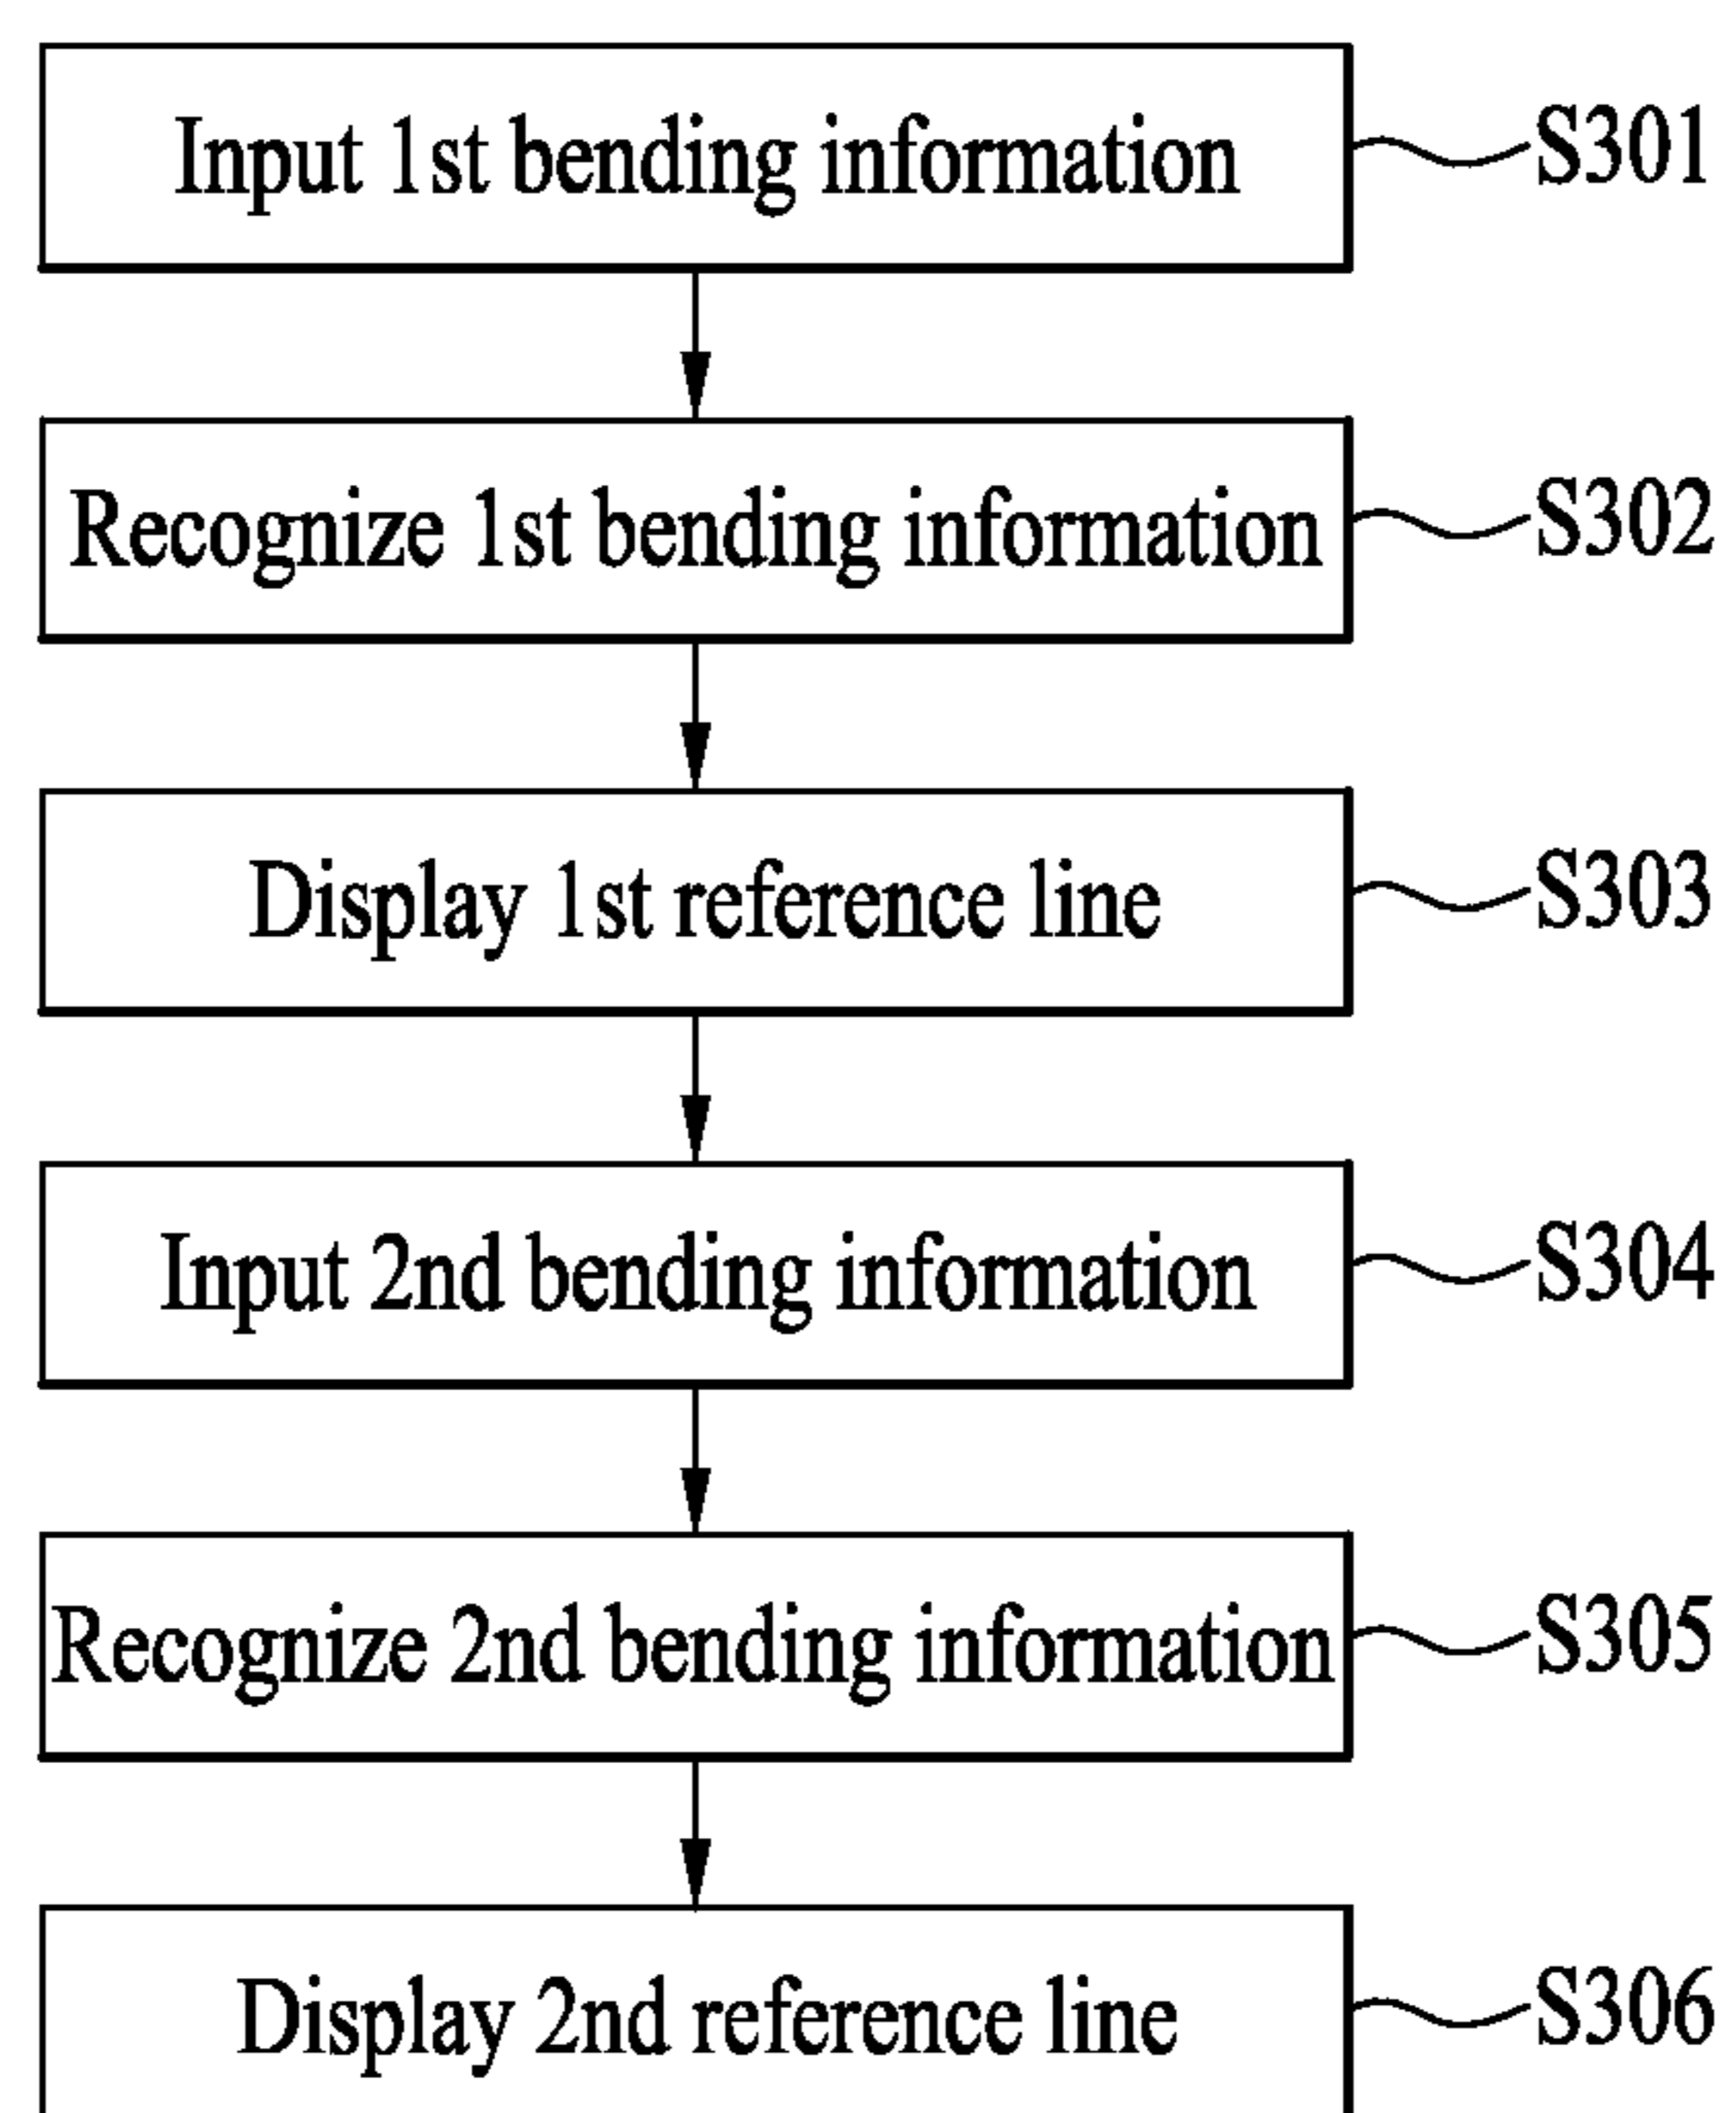 Input 1st bending information S301
Recognize 1st bending information S302
Display 1st reference line S303
Input 2nd bending information S304
Recognize 2nd bending information S305
Display 2nd reference line S306